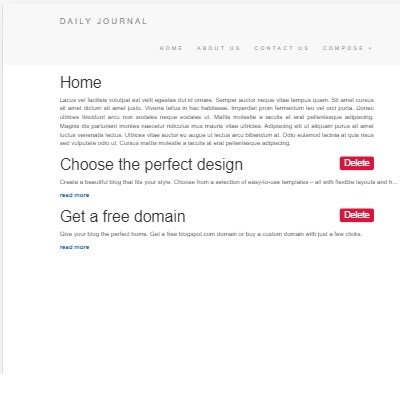 DAILY JOURNAL
HOME ABOUT US CONTACT US COMPOSE +
Home
Lacus vel facilisis volutpat est velit egestas dui id ornare. Semper auctor neque vitae tempus quam. Sit amet cursus
sit amet dictum sit amet justo. Viverra tellus in hac habitasse. Imperdiet proin fermentum leo vel orci porta. Donec
ultrices tincidunt arcu non sodales neque sodales ut. Mattis molestie a iaculis at erat pellentesque adipiscing.
Magnis dis parturient montes nascetur ridiculus mus mauris vitae ultricies. Adipiscing elit ut aliquam purus sit amet
luctus venenatis lectus. Ultrices vitae auctor eu augue ut lectus arcu bibendum at. Odio euismod lacinia at quis risus
sed vulputate odio ut. Cursus mattis molestie a iaculis at erat pellentesque adipiscing.
Choose the perfect design Delete
Create a beautiful blog that fits your style. Choose from a selection of easy-to-use templates – all with flexible layouts and h...
read more
Get a free domain Delete
Give your blog the perfect home. Get a free blogspot.com domain or buy a custom domain with just a few clicks.
read more